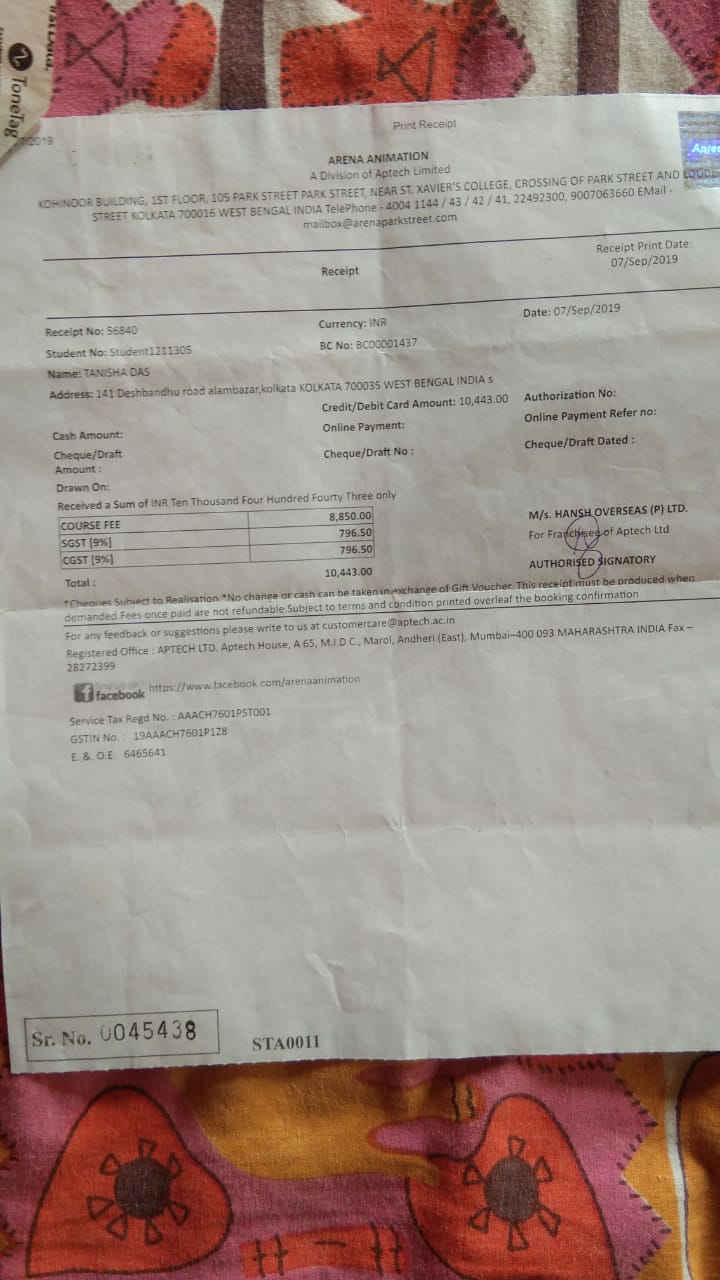 ToneTag
/2019
Print Receipt
ARENA ANIMATION
A Division of Aptech Limited
KOHINOOR BUILDING, 1ST FLOOR, 105 PARK STREET PARK STREET, NEAR ST. XAVIER'S COLLEGE, CROSSING OF PARK STREET AND
STREET KOLKATA 700016 WEST BENGAL INDIA TelePhone - 4004 1144 / 43 / 42 / 41, 22492300, 9007063660 EMail -
mailbox@arenaparkstreet.com
Receipt
Receipt Print Date:
07/Sep/2019
Receipt No: 56840
Currency: INR
Date: 07/Sep/2019
Student No: Student1211305
BC No: BC00001437
Name: TANISHA DAS
Address: 141 Deshbandhu road alambazar,kolkata KOLKATA 700035 WEST BENGAL INDIA s
Credit/Debit Card Amount: 10,443.00
Authorization No:
Cash Amount:
Online Payment:
Online Payment Refer no:
Cheque/Draft
Amount :
Cheque/Draft No :
Cheque/Draft Dated :
Drawn On:
Received a Sum of INR Ten Thousand Four Hundred Fourty Three only
COURSE FEE 8,850.00
SGST [9%] 796.50
CGST [9%] 796.50
Total : 10,443.00
M/s. HANSH OVERSEAS (P) LTD.
For Franchisee of Aptech Ltd
AUTHORISED SIGNATORY
*Cheques Subject to Realisation *No change or cash can be taken in exchange of Gift Voucher. This receipt must be produced when
demanded.Fees once paid are not refundable.Subject to terms and condition printed overleaf the booking confirmation
For any feedback or suggestions please write to us at customercare@aptech.ac.in
Registered Office : APTECH LTD. Aptech House, A 65, M.I.D.C., Marol, Andheri (East), Mumbai–400 093 MAHARASHTRA INDIA Fax –
28272399
facebook https://www.facebook.com/arenaanimation
Service Tax Regd No. : AAACH7601PST001
GSTIN No. : 19AAACH7601P1Z8
E. &. O.E. 6465641
Sr. No. 0045438
STA0011